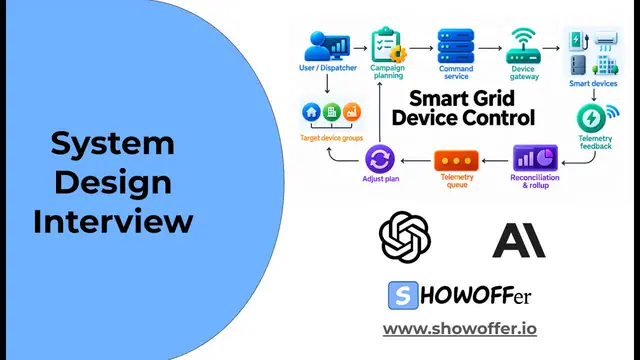 System
Design
Interview
User / Dispatcher
Campaign
planning
Command
service
Device
gateway
Smart devices
Smart Grid
Device Control
Target device groups
Telemetry
feedback
Adjust plan
Telemetry
queue
Reconciliation
& rollup
AI
SHOWOFFer
www.showoffer.io